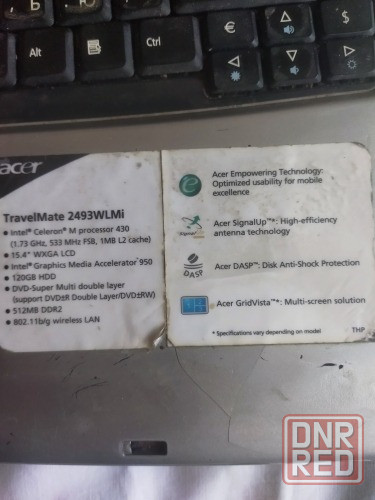 Ь
$
€
Alt
Ctrl
acer
TravelMate 2493WLMi
• Intel® Celeron® M processor 430
(1.73 GHz, 533 MHz FSB, 1MB L2 cache)
• 15.4" WXGA LCD
• Intel® Graphics Media Accelerator 950
• 120GB HDD
• DVD-Super Multi double layer
(support DVD±R Double Layer/DVD±RW)
• 512MB DDR2
• 802.11b/g wireless LAN
Acer Empowering Technology:
Optimized usability for mobile
excellence
Acer SignalUp™*: High-efficiency
antenna technology
DASP
Acer DASP™: Disk Anti-Shock Protection
Acer GridVista™*: Multi-screen solution
* Specifications vary depending on model
THP
DNR
RED